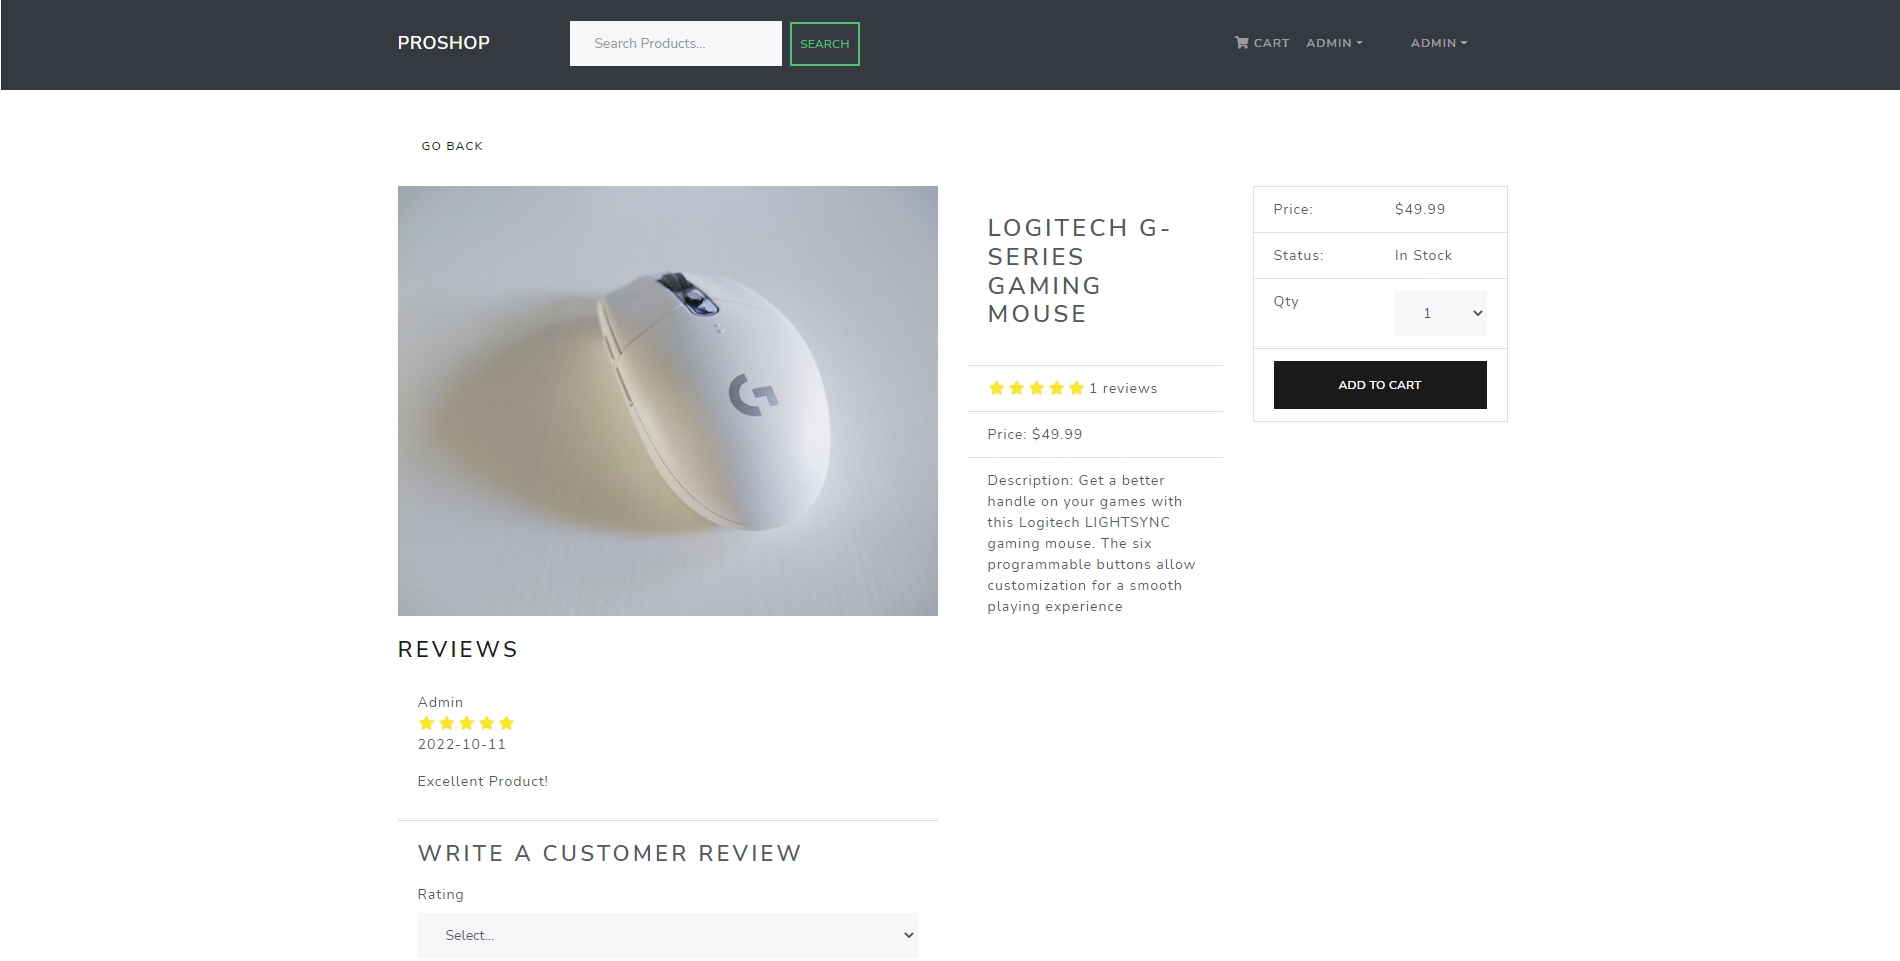 PROSHOP
Search Products...
SEARCH
CART
ADMIN
ADMIN
GO BACK
LOGITECH G-
SERIES
GAMING
MOUSE
1 reviews
Price: $49.99
Description: Get a better
handle on your games with
this Logitech LIGHTSYNC
gaming mouse. The six
programmable buttons allow
customization for a smooth
playing experience
Price: $49.99
Status: In Stock
Qty 1
ADD TO CART
REVIEWS
Admin
2022-10-11
Excellent Product!
WRITE A CUSTOMER REVIEW
Rating
Select...